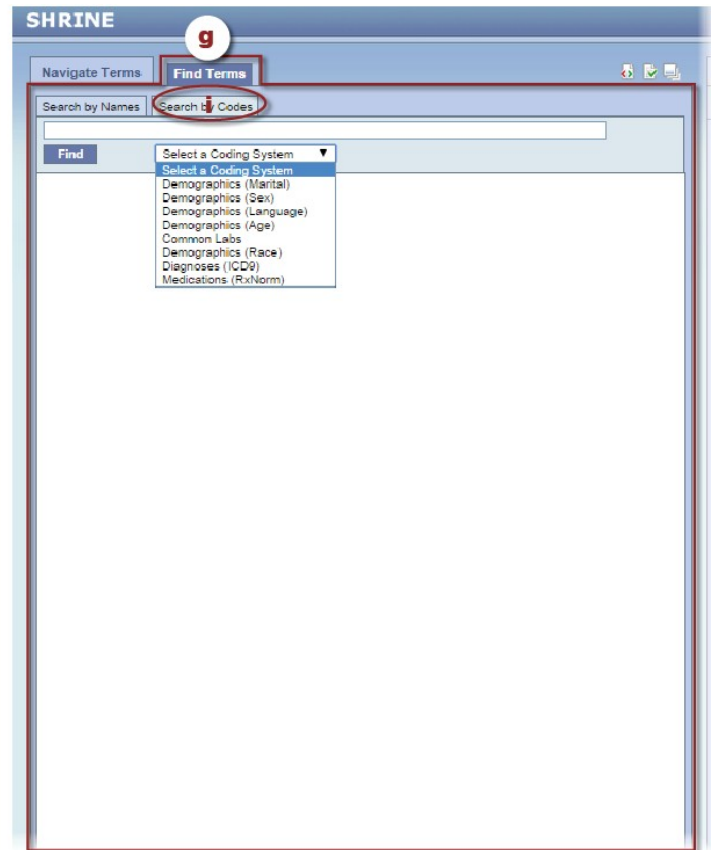 SHRINE
g
Navigate Terms Find Terms
Search by Names Search by Codes
i
Find Select a Coding System ▼
Select a Coding System
Demographics (Marital)
Demographics (Sex)
Demographics (Language)
Demographics (Age)
Common Labs
Demographics (Race)
Diagnoses (ICD9)
Medications (RxNorm)